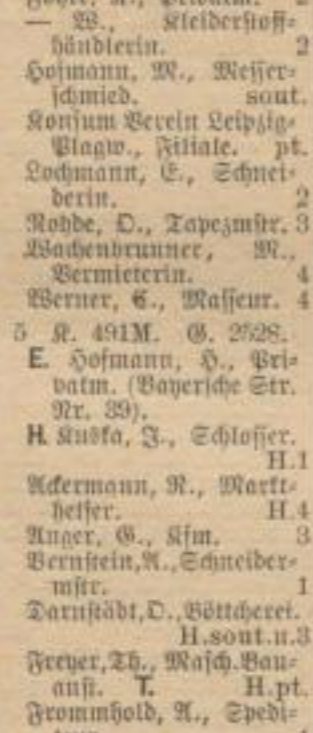 — W., Kleiderstoff-
händlerin. 2
Hofmann, M., Messer-
schmied. sout.
Konsum Verein Leipzig-
Plagw., Filiale. pt.
Lochmann, E., Schnei-
derin. 2
Rohde, O., Tapezmstr. 3
Wachenbrunner, M.,
Vermieterin. 4
Werner, E., Masseur. 4
5 K. 491M. G. 2528.
E. Hofmann, H., Pri-
vatm. (Bayersche Str.
Nr. 39).
H. Kuska, J., Schlosser.
H.1
Ackermann, R., Markt-
helfer. H.4
Anger, G., Kfm. 3
Bernstein, A., Schneider-
mstr. 1
Darnstädt, O., Böttcherei.
H.sout.u.3
Freyer, Th., Masch.Bau-
anst. T. H.pt.
Frommhold, A., Spedi-